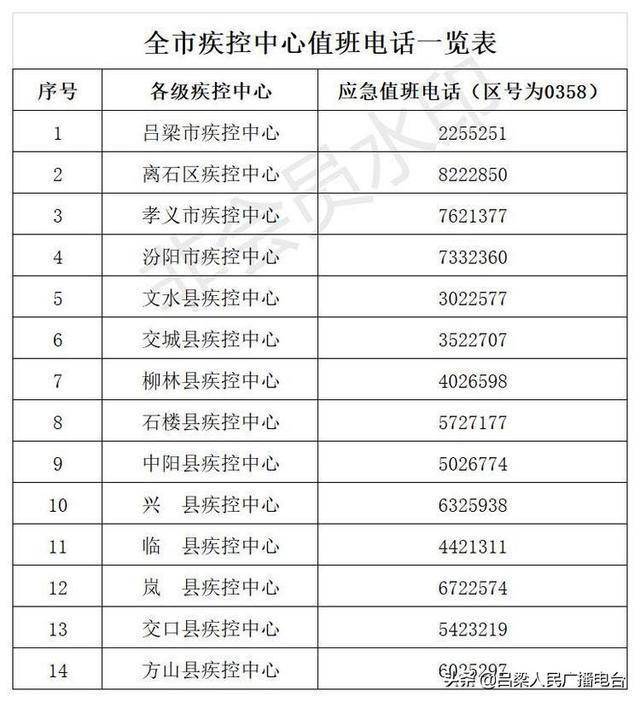 全市疾控中心值班电话一览表
序号 各级疾控中心 应急值班电话（区号为0358）
1 吕梁市疾控中心 2255251
2 离石区疾控中心 8222850
3 孝义市疾控中心 7621377
4 汾阳市疾控中心 7332360
5 文水县疾控中心 3022577
6 交城县疾控中心 3522707
7 柳林县疾控中心 4026598
8 石楼县疾控中心 5727177
9 中阳县疾控中心 5026774
10 兴　县疾控中心 6325938
11 临　县疾控中心 4421311
12 岚　县疾控中心 6722574
13 交口县疾控中心 5423219
14 方山县疾控中心 6025297
头条 @吕梁人民广播电台
非会员水印